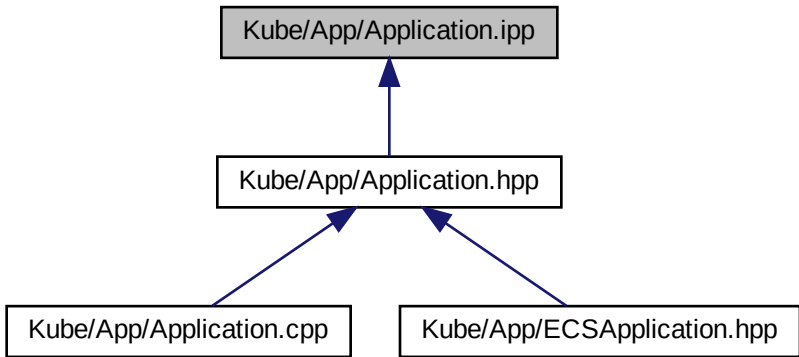 Kube/App/Application.ipp
Kube/App/Application.hpp
Kube/App/Application.cpp
Kube/App/ECSApplication.hpp